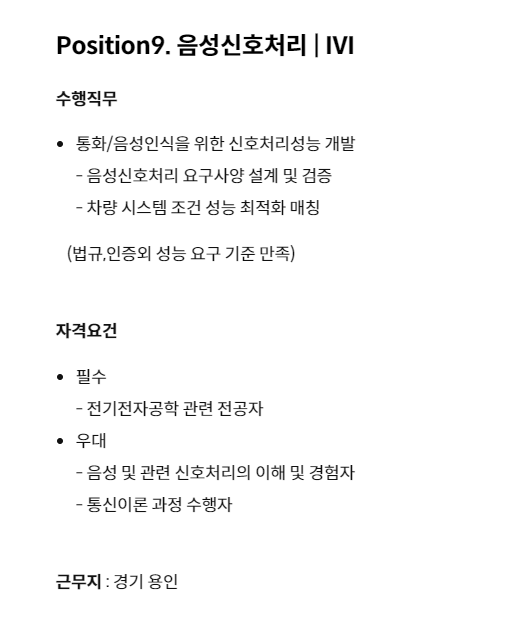 Position9. 음성신호처리 | IVI
수행직무
• 통화/음성인식을 위한 신호처리성능 개발
- 음성신호처리 요구사양 설계 및 검증
- 차량 시스템 조건 성능 최적화 매칭
(법규,인증외 성능 요구 기준 만족)
자격요건
• 필수
- 전기전자공학 관련 전공자
• 우대
- 음성 및 관련 신호처리의 이해 및 경험자
- 통신이론 과정 수행자
근무지 : 경기 용인